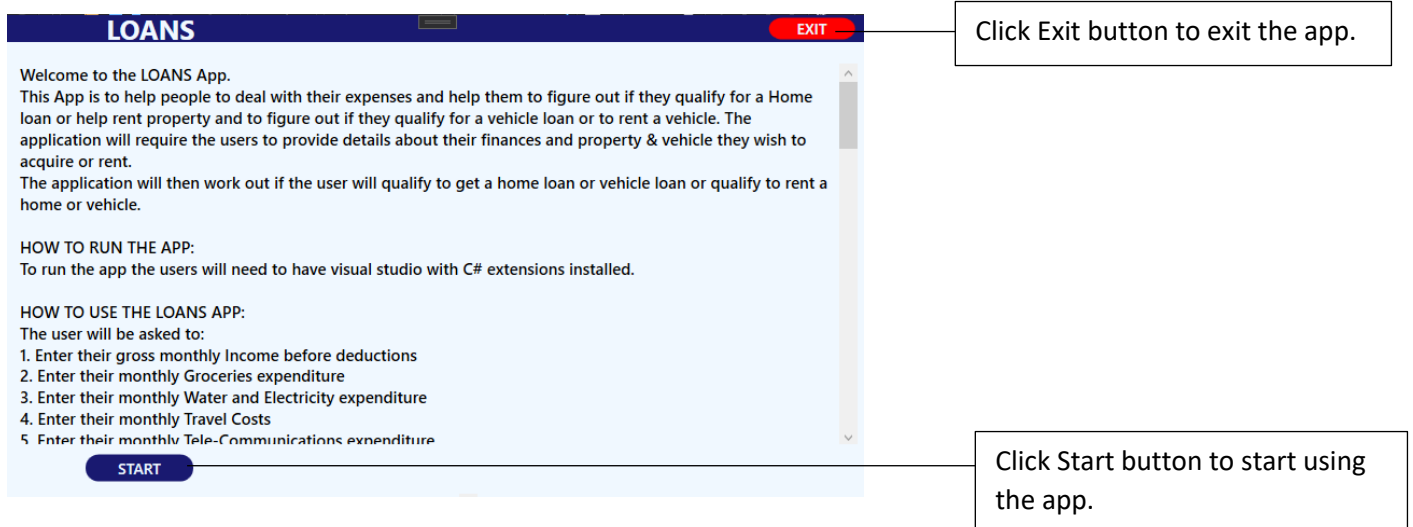 LOANS
EXIT
Click Exit button to exit the app.
Welcome to the LOANS App.
This App is to help people to deal with their expenses and help them to figure out if they qualify for a Home
loan or help rent property and to figure out if they qualify for a vehicle loan or to rent a vehicle. The
application will require the users to provide details about their finances and property & vehicle they wish to
acquire or rent.
The application will then work out if the user will qualify to get a home loan or vehicle loan or qualify to rent a
home or vehicle.
HOW TO RUN THE APP:
To run the app the users will need to have visual studio with C# extensions installed.
HOW TO USE THE LOANS APP:
The user will be asked to:
1. Enter their gross monthly Income before deductions
2. Enter their monthly Groceries expenditure
3. Enter their monthly Water and Electricity expenditure
4. Enter their monthly Travel Costs
5. Enter their monthly Tele-Communications expenditure
START
Click Start button to start using
the app.